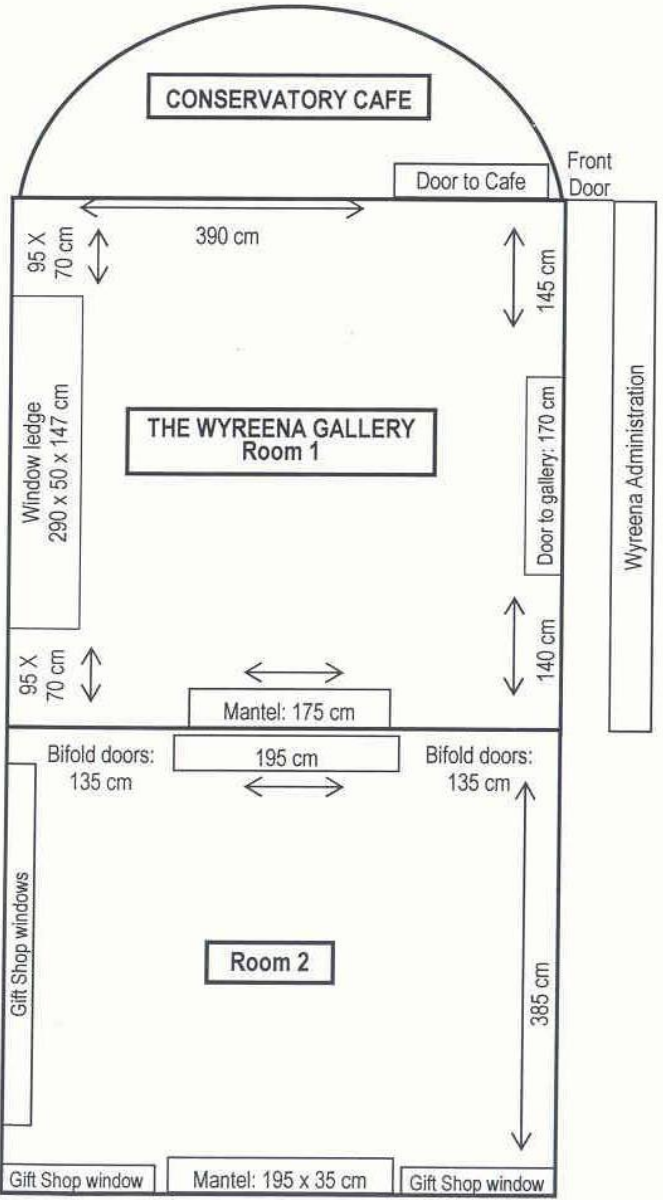 CONSERVATORY CAFE
Front
Door
Door to Cafe
390 cm
95 X
70 cm
145 cm
Window ledge
290 x 50 x 147 cm
THE WYREENA GALLERY
Room 1
Door to gallery: 170 cm
Wyreena Administration
95 X
70 cm
140 cm
Mantel: 175 cm
Bifold doors:
135 cm
195 cm
Bifold doors:
135 cm
Gift Shop windows
Room 2
385 cm
Gift Shop window
Mantel: 195 x 35 cm
Gift Shop window